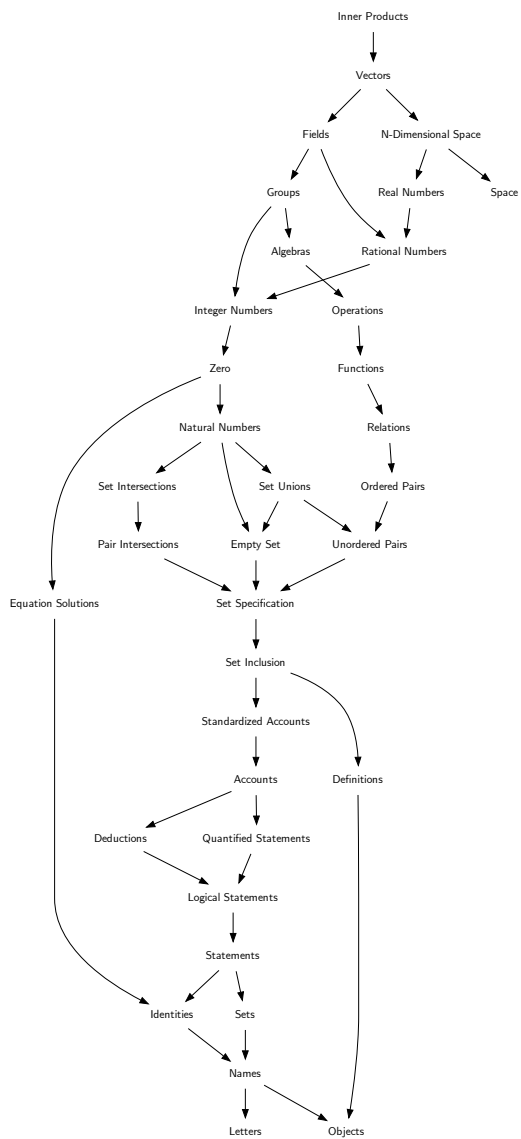 Inner Products
Vectors
Fields
N-Dimensional Space
Groups
Real Numbers
Space
Algebras
Rational Numbers
Integer Numbers
Operations
Zero
Functions
Natural Numbers
Relations
Set Intersections
Set Unions
Ordered Pairs
Pair Intersections
Empty Set
Unordered Pairs
Equation Solutions
Set Specification
Set Inclusion
Standardized Accounts
Accounts
Definitions
Deductions
Quantified Statements
Logical Statements
Statements
Identities
Sets
Names
Letters
Objects